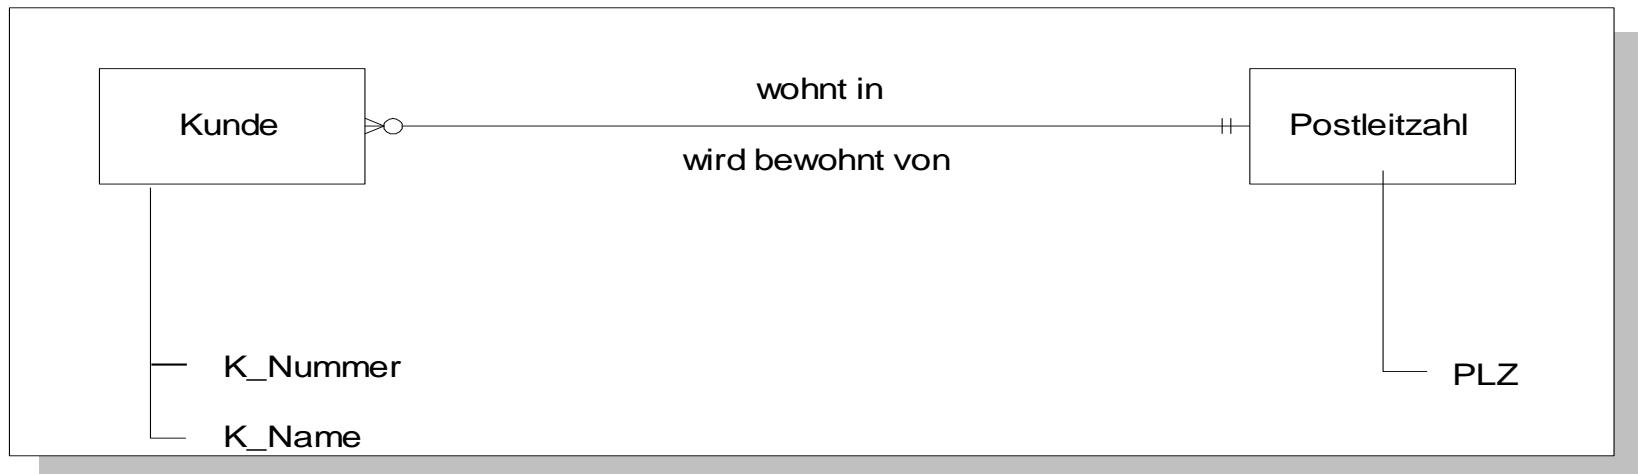 wohnt in
Kunde
Postleitzahl
wird bewohnt von
K_Nummer
PLZ
K_Name